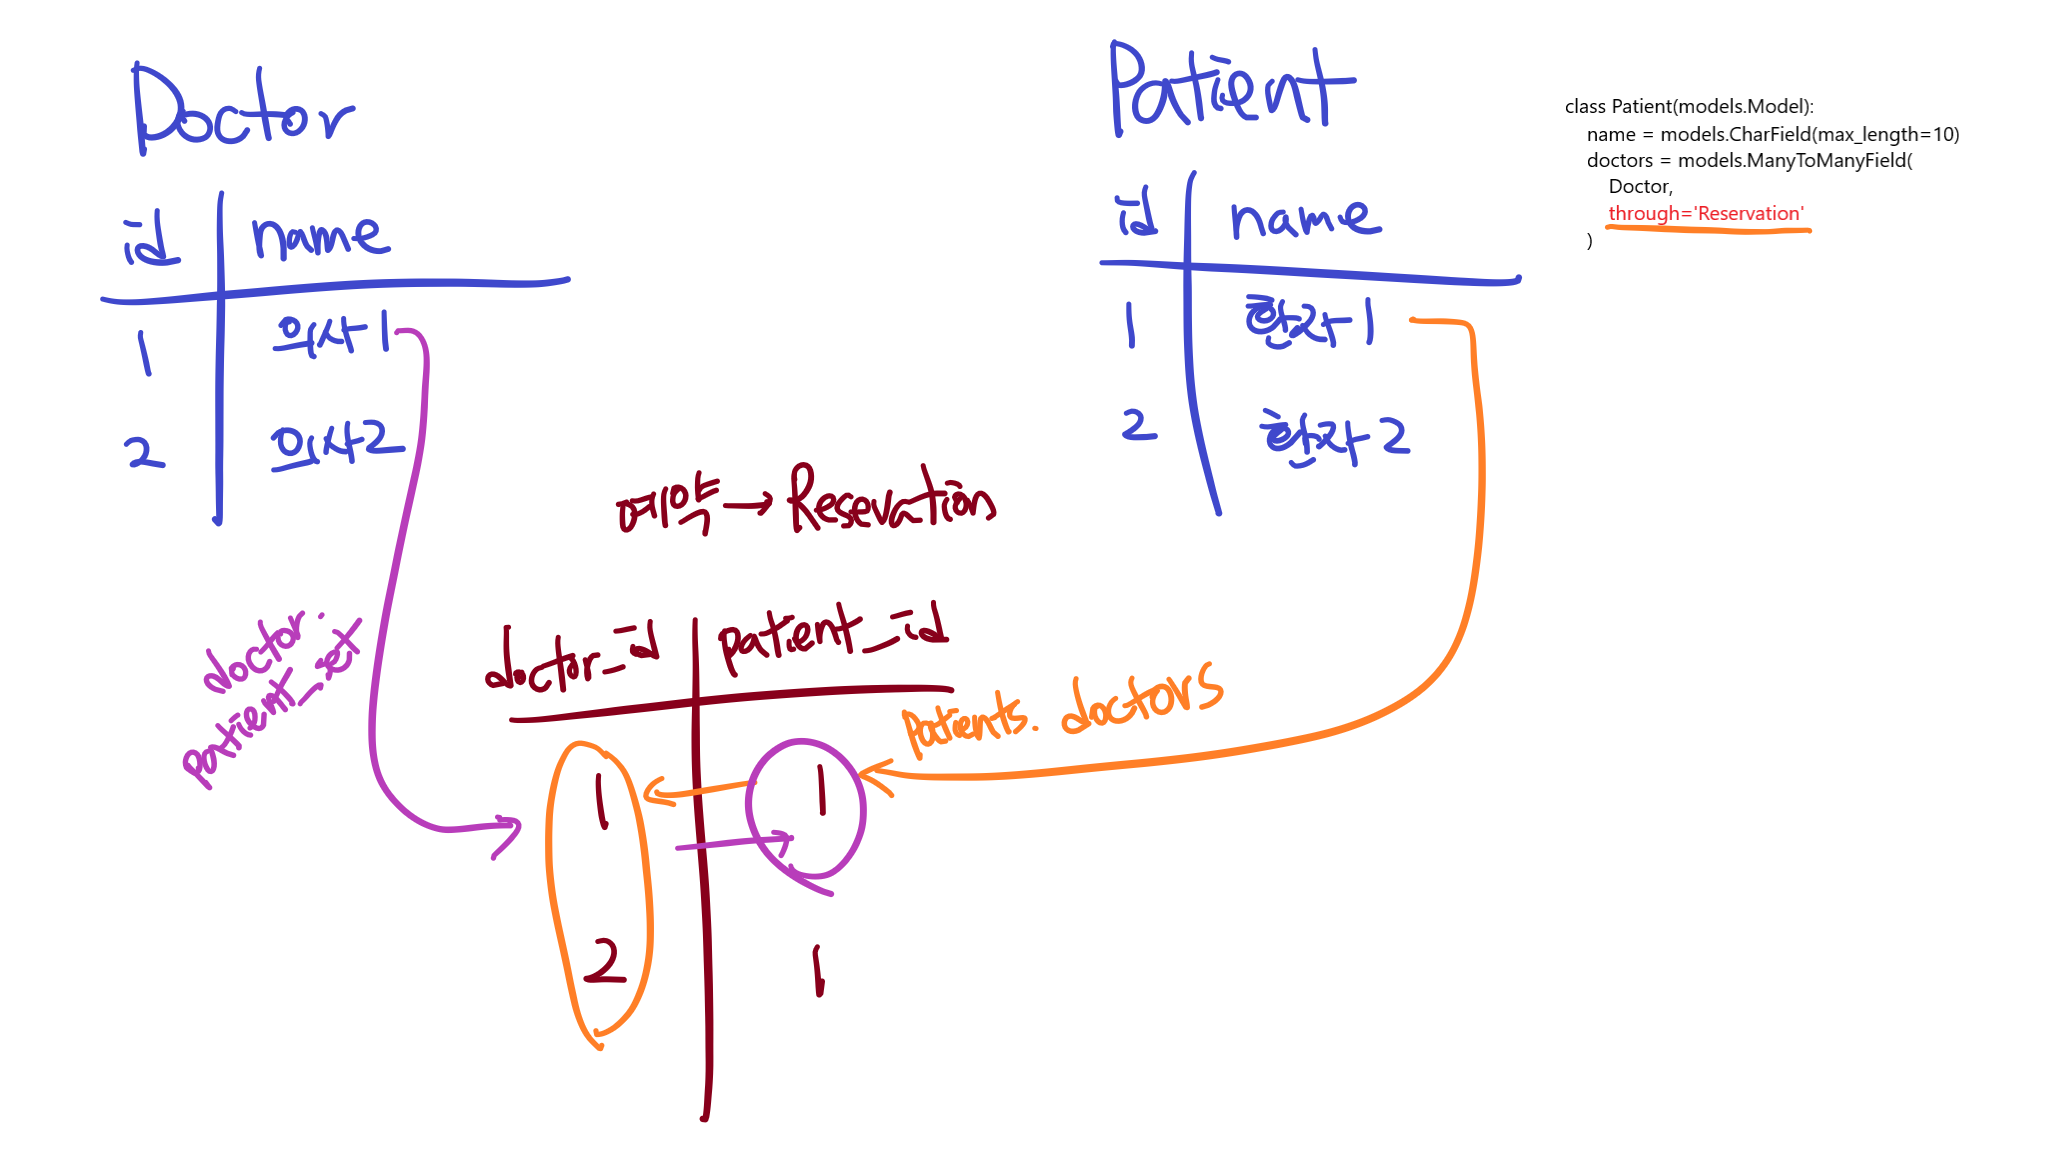 Doctor
id name
1 의사1
2 의사2
Patient
id name
1 환자1
2 환자2
class Patient(models.Model):
name = models.CharField(max_length=10)
doctors = models.ManyToManyField(
Doctor,
through='Reservation'
)
예약 → Resevation
doctor_id patient_id
1 1
2 1
doctor.
patient_set
patients. doctors